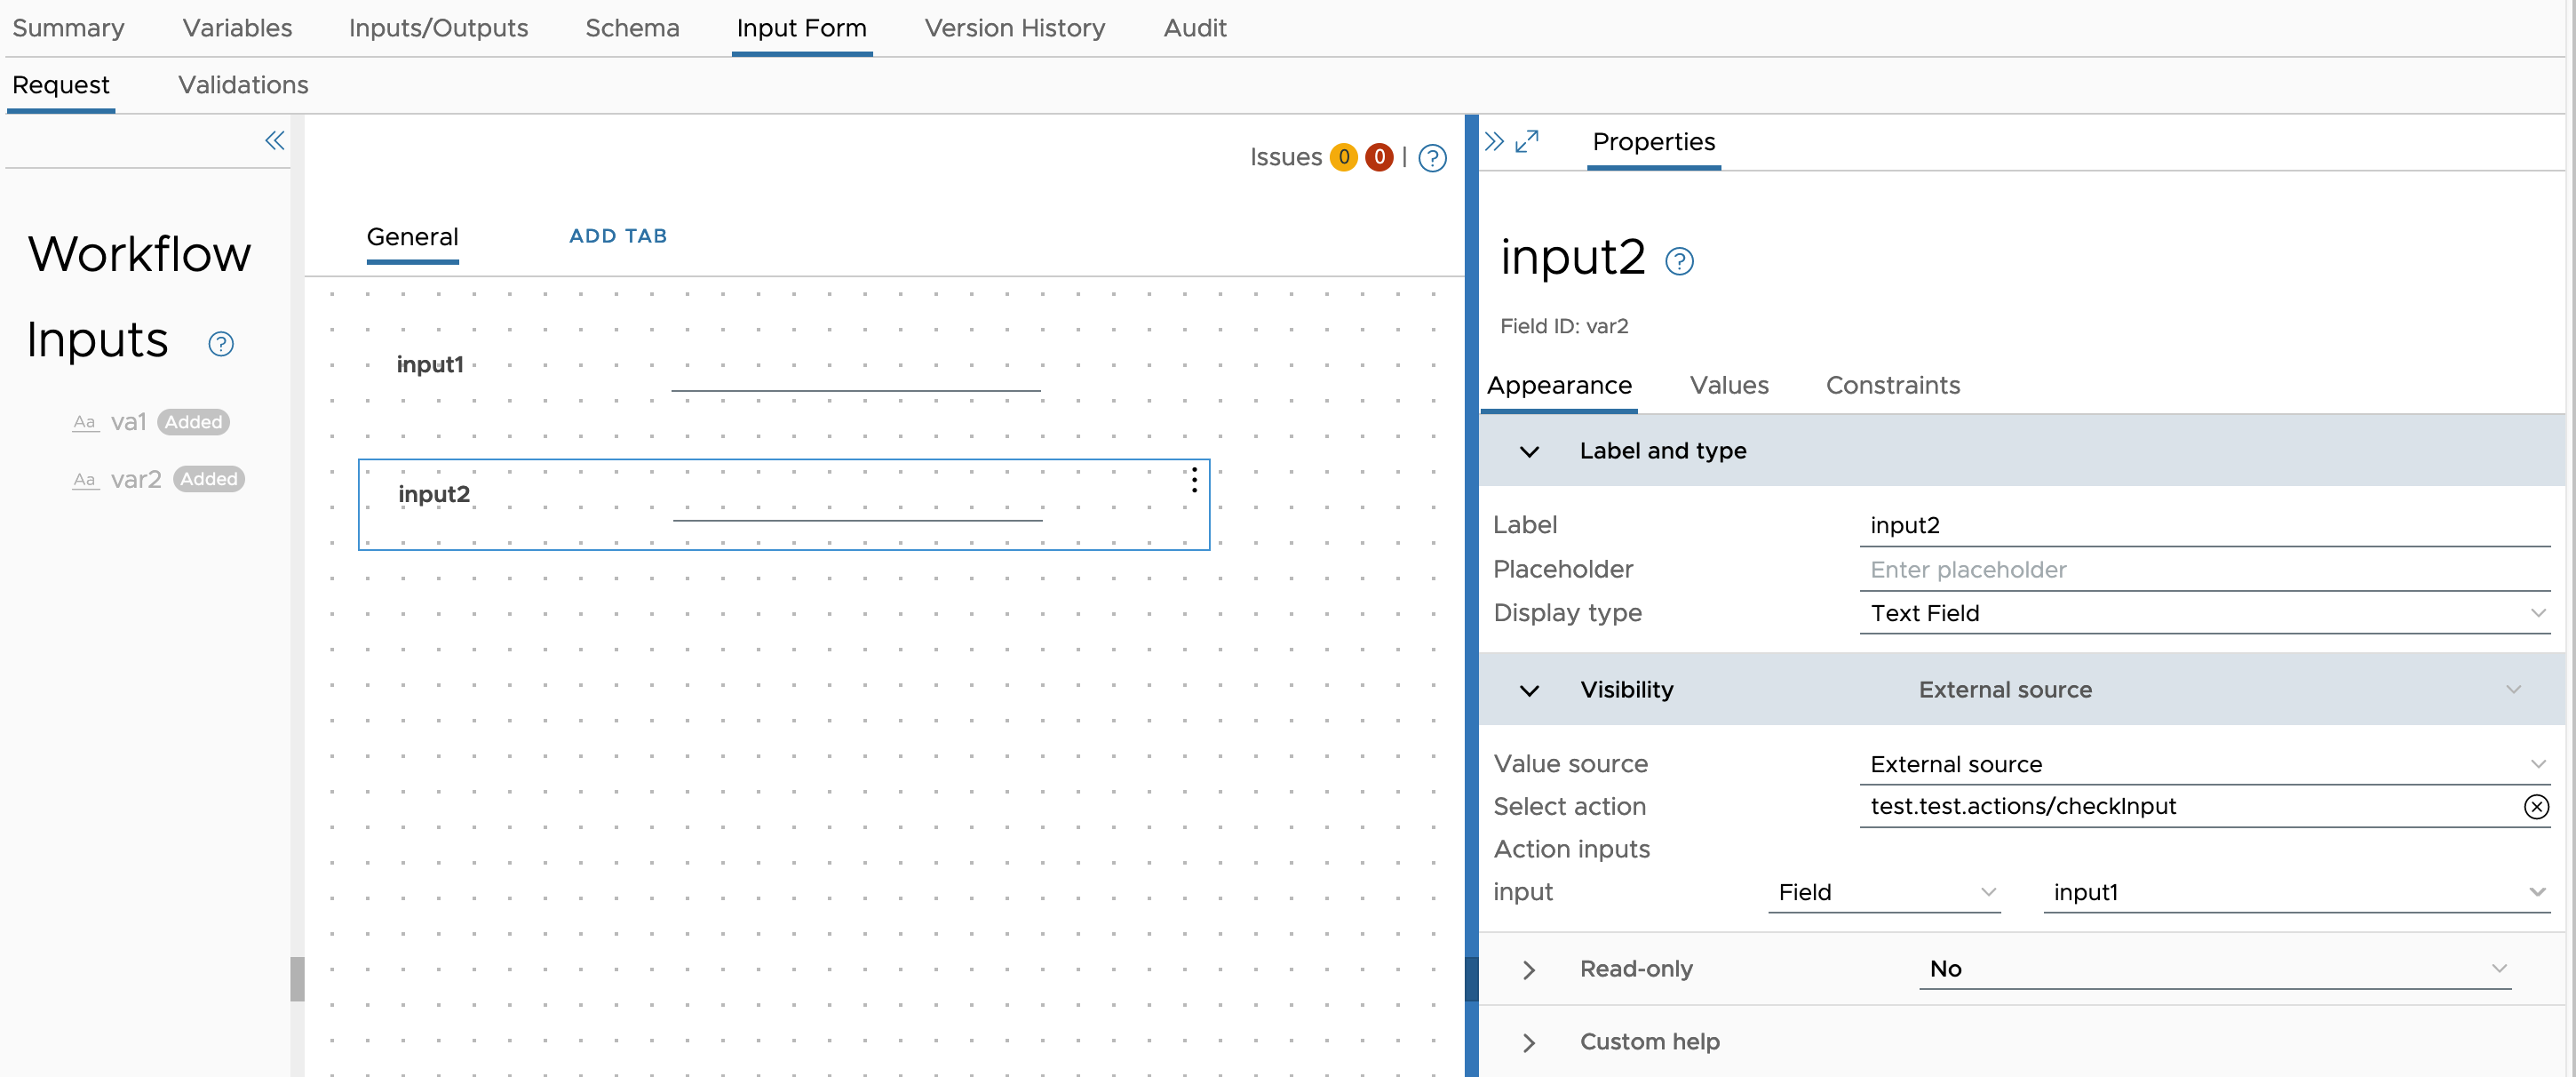 Summary Variables Inputs/Outputs Schema Input Form Version History Audit
Request Validations
Workflow
Inputs
Aa va1 Added
Aa var2 Added
Issues 0 0 | ?
General ADD TAB
input1
input2
Properties
input2
Field ID: var2
Appearance Values Constraints
Label and type
Label input2
Placeholder Enter placeholder
Display type Text Field
Visibility External source
Value source External source
Select action test.test.actions/checkInput
Action inputs
input Field input1
Read-only No
Custom help